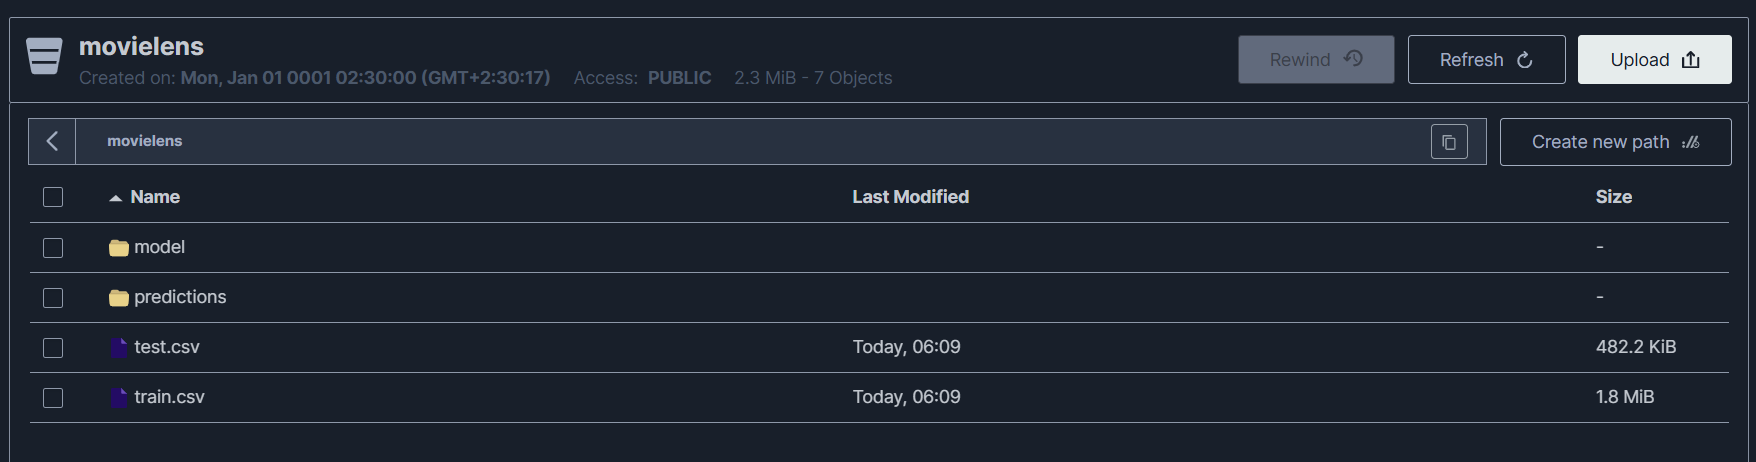 movielens
Created on: Mon, Jan 01 0001 02:30:00 (GMT+2:30:17) Access: PUBLIC 2.3 MiB - 7 Objects
Rewind Refresh Upload
movielens
Create new path
Name Last Modified Size
model -
predictions -
test.csv Today, 06:09 482.2 KiB
train.csv Today, 06:09 1.8 MiB